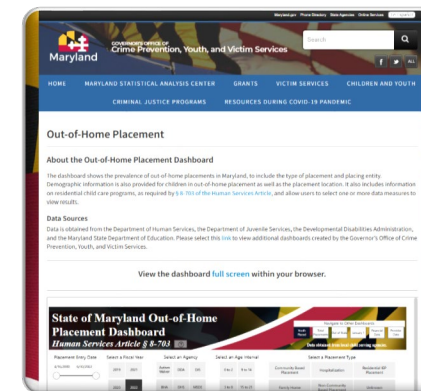 Maryland.gov Phone Directory State Agencies Online Services
Maryland
GOVERNOR'S OFFICE OF
Crime Prevention, Youth, and Victim Services
Search
ALL
HOME MARYLAND STATISTICAL ANALYSIS CENTER GRANTS VICTIM SERVICES CHILDREN AND YOUTH
CRIMINAL JUSTICE PROGRAMS RESOURCES DURING COVID-19 PANDEMIC
Out-of-Home Placement
About the Out-of-Home Placement Dashboard
The dashboard shows the prevalence of out-of-home placements in Maryland, to include the type of placement and placing entity.
Demographic information is also provided for children in out-of-home placement as well as the placement location. It also includes information
on residential child care programs, as required by § 8-703 of the Human Services Article, and allow users to select one or more data measures to
view results.
Data Sources
Data is obtained from the Department of Human Services, the Department of Juvenile Services, the Developmental Disabilities Administration,
and the Maryland State Department of Education. Please select this link to view additional dashboards created by the Governor's Office of Crime
Prevention, Youth, and Victim Services.
View the dashboard full screen within your browser.
State of Maryland Out-of-Home
Placement Dashboard
Human Services Article § 8-703
Placement Entry Date Select a Fiscal Year Select an Agency Select an Age Interval Select a Placement Type
Community Based
Placement
Hospitalization
Family Home